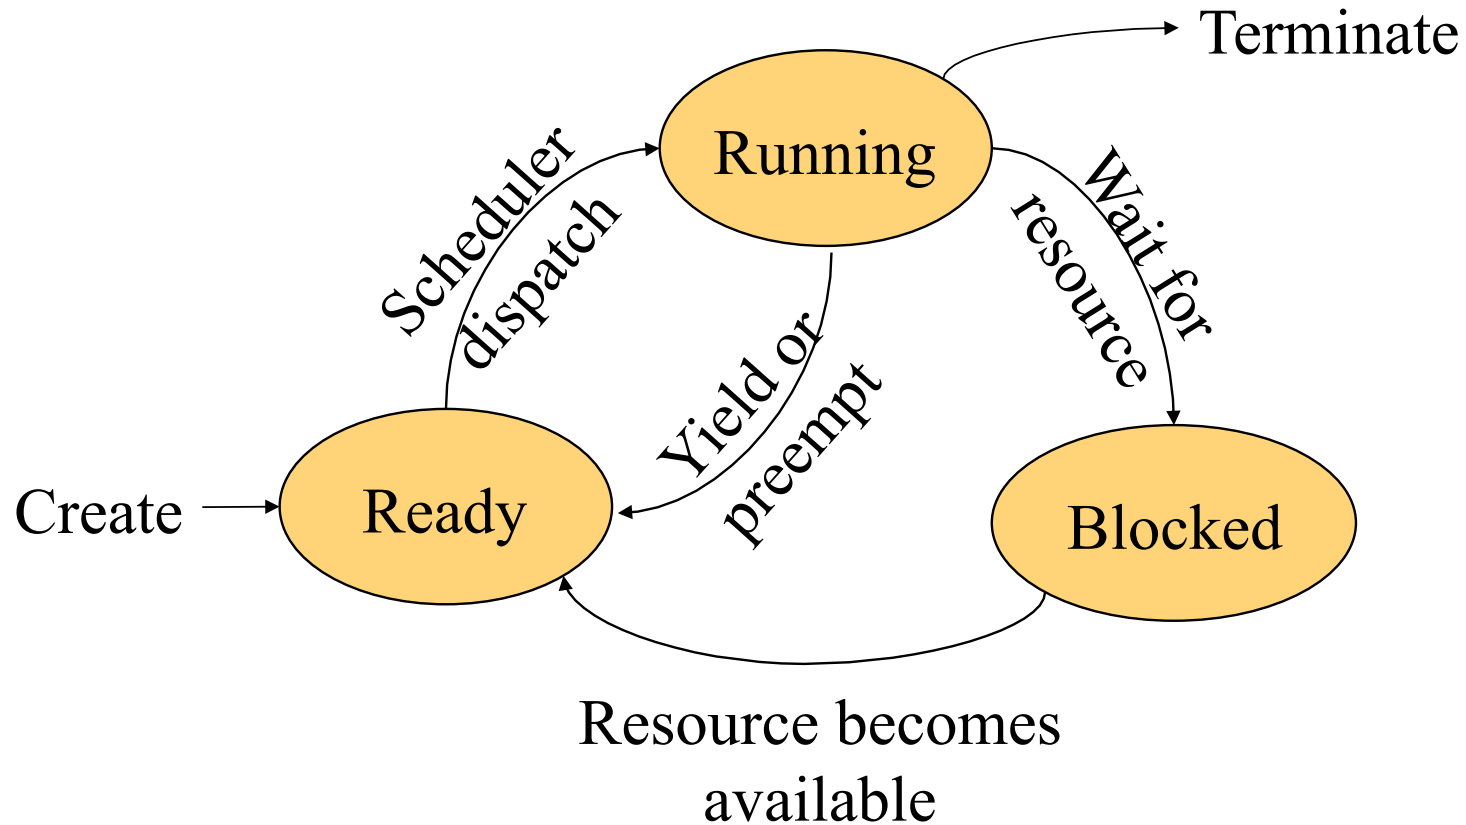 Terminate
Running
Scheduler
dispatch
Wait for
resource
Yield or
preempt
Create
Ready
Blocked
Resource becomes
available